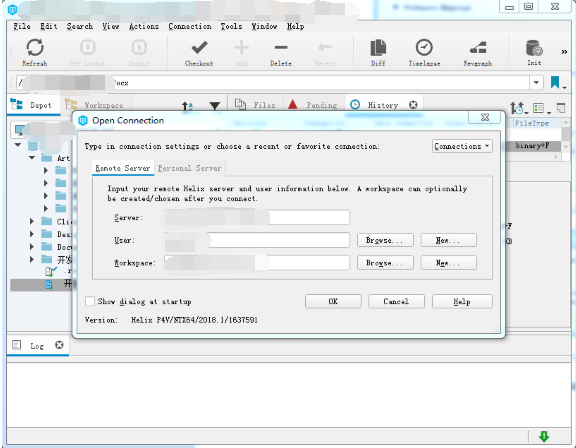 File Edit Search View Actions Connection Tools Window Help
Refresh Get Latest Submit Checkout Add Delete Revert Diff Timelapse Revgraph Init
Docx
Depot Workspace Files Pending History
FileType
binary+F
Art
Clie
Des
Docu
开发
开
Open Connection
Type in connection settings or choose a recent or favorite connection:
Connections
Remote Server Personal Server
Input your remote Helix server and user information below. A workspace can optionally
be created/chosen after you connect.
Server:
User: Browse... New...
Workspace: Browse... New...
Show dialog at startup OK Cancel Help
Version: Helix P4V/NTX64/2018.1/1637591
Log